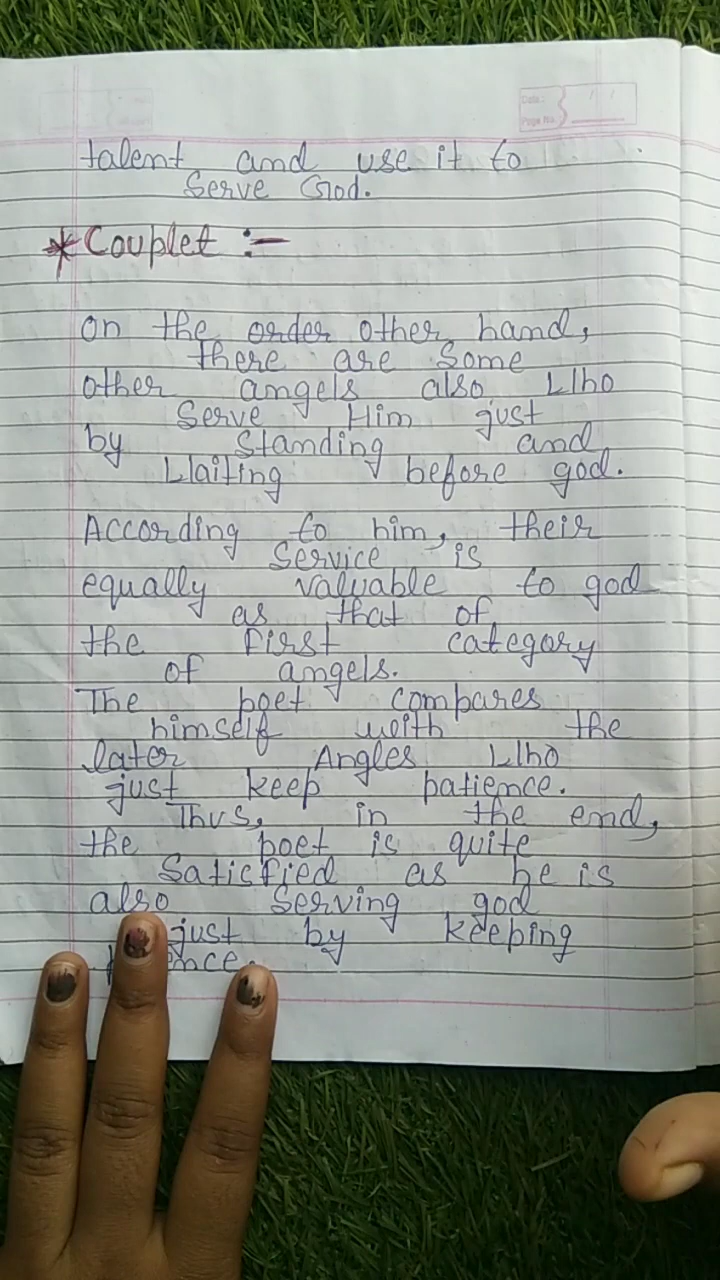 Date:
Page No.
talent and use it to
serve God.
*Couplet :-
On the order other hand,
there are some
other angels also who
serve Him just
by standing and
waiting before god.
According to him, their
service is
equally valuable to god
as that of
the first category
of angels.
The poet compares
himself with the
later Angles who
just keep patience.
Thus, in the end,
the poet is quite
Saticfied as he is
also serving god
just by keeping